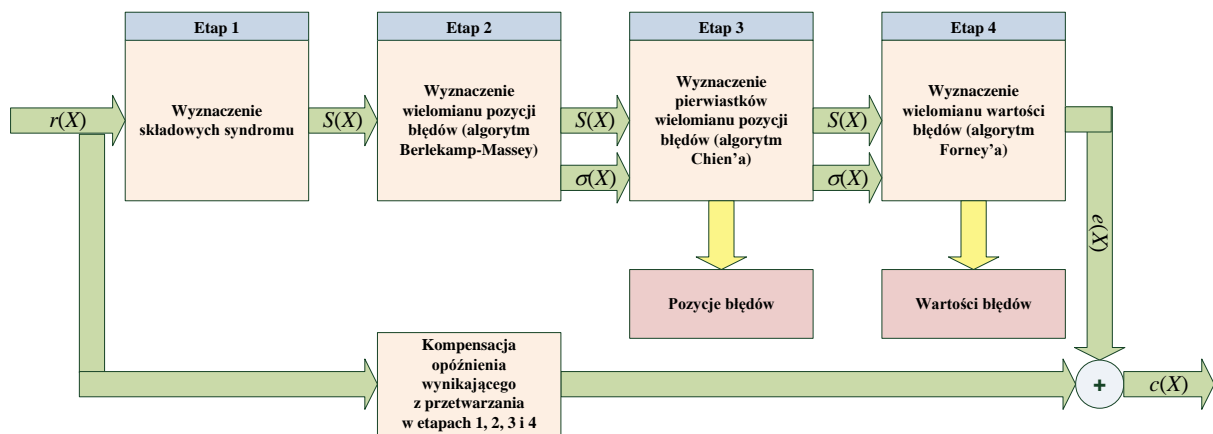 Etap 1
Etap 2
Etap 3
Etap 4
r(X)
Wyznaczenie
składowych syndromu
S(X)
Wyznaczenie
wielomianu pozycji
błędów (algorytm
Berlekamp-Massey)
S(X)
σ(X)
Wyznaczenie
pierwiastków
wielomianu pozycji
błędów (algorytm
Chien’a)
S(X)
σ(X)
Wyznaczenie
wielomianu wartości
błędów (algorytm
Forney’a)
e(X)
Pozycje błędów
Wartości błędów
Kompensacja
opóźnienia
wynikającego
z przetwarzania
w etapach 1, 2, 3 i 4
+
c(X)